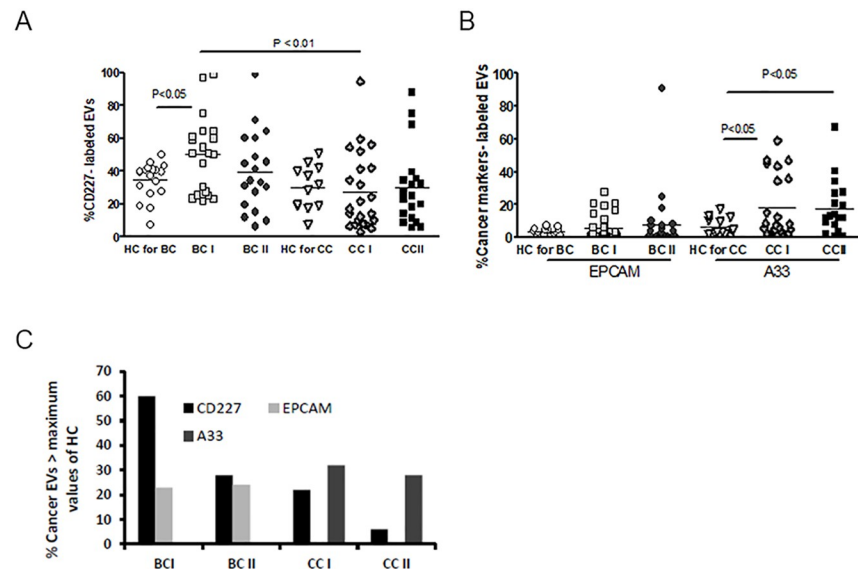 A
P <0.01
100
80
60
40
20
0
%CD227- labeled EVs
P<0.05
HC for BC BC I BC II HC for CC CC I CCII
B
P<0.05
P<0.05
100
80
60
40
20
0
%Cancer markers- labeled EVs
HC for BC BC I BC II HC for CC CC I CCII
EPCAM A33
C
70
60
50
40
30
20
10
0
% Cancer EVs > maximum
values of HC
CD227 EPCAM
A33
BCI BC II CC I CC II